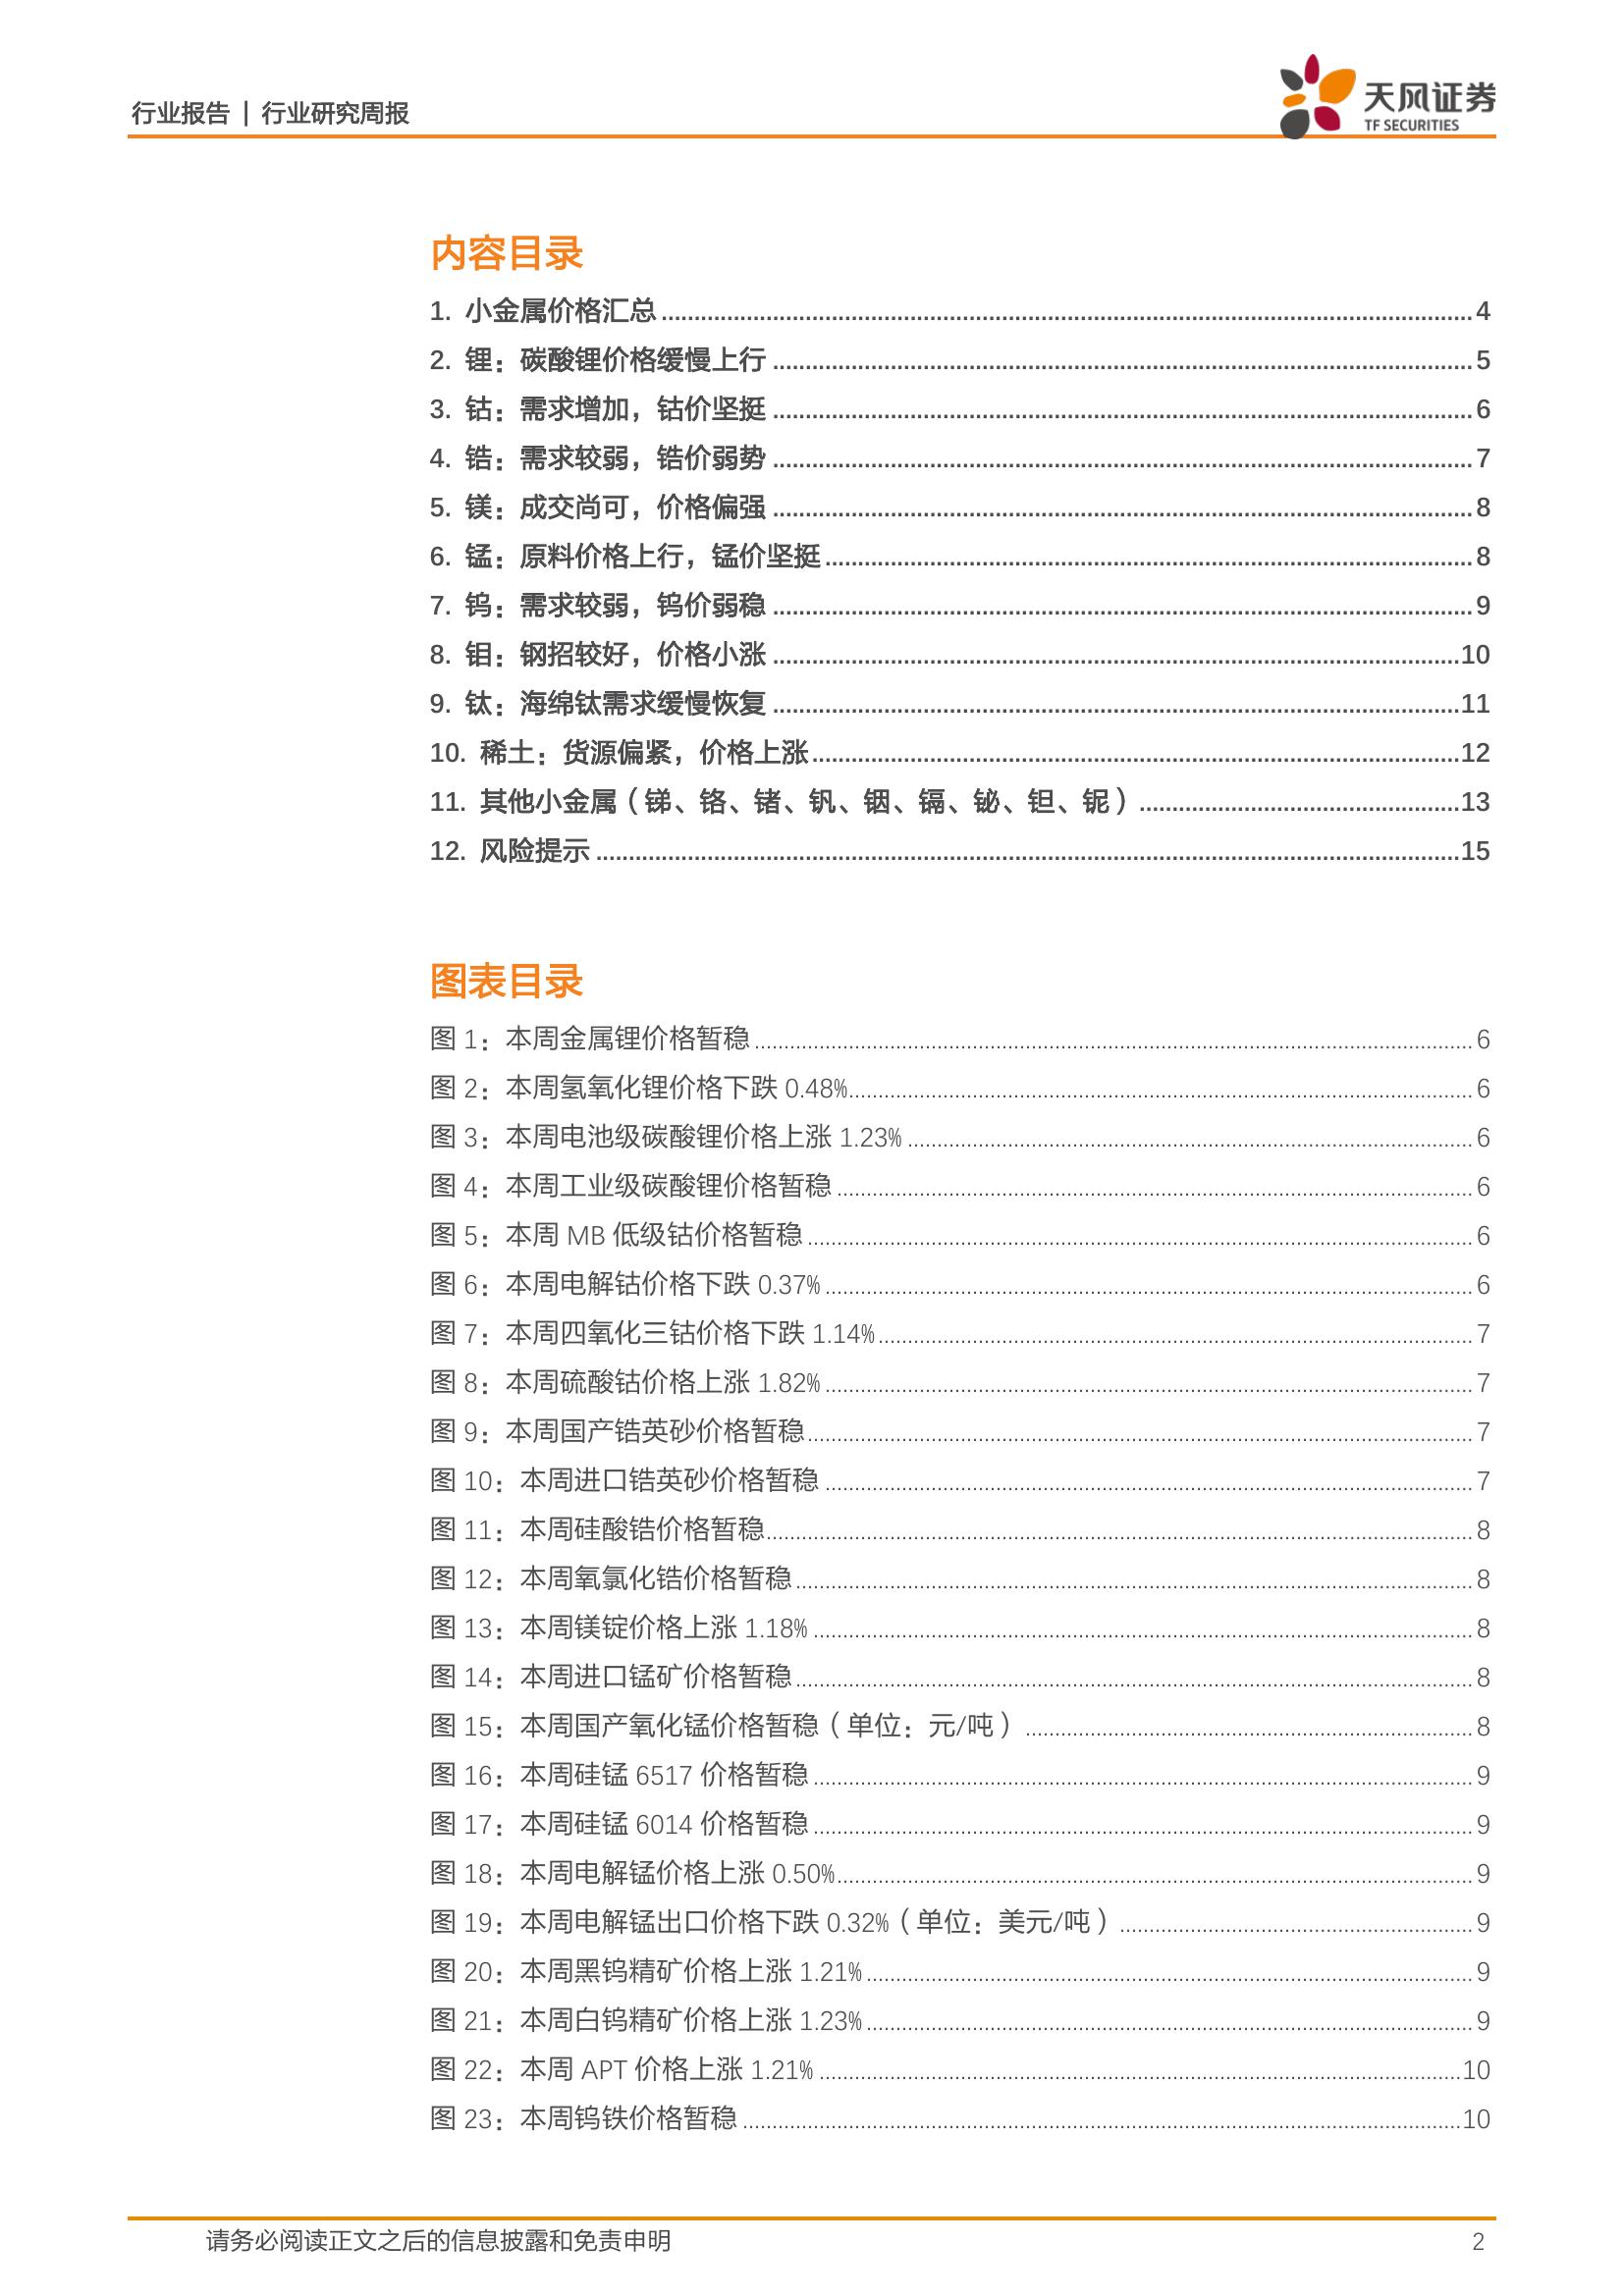 行业报告 | 行业研究周报
天风证券
TF SECURITIES
内容目录
1. 小金属价格汇总 4
2. 锂：碳酸锂价格缓慢上行 5
3. 钴：需求增加，钴价坚挺 6
4. 锆：需求较弱，锆价弱势 7
5. 镁：成交尚可，价格偏强 8
6. 锰：原料价格上行，锰价坚挺 8
7. 钨：需求较弱，钨价弱稳 9
8. 钼：钢招较好，价格小涨 10
9. 钛：海绵钛需求缓慢恢复 11
10. 稀土：货源偏紧，价格上涨 12
11. 其他小金属（锑、铬、锗、钒、铟、镉、铋、钽、铌） 13
12. 风险提示 15
图表目录
图 1：本周金属锂价格暂稳 6
图 2：本周氢氧化锂价格下跌 0.48% 6
图 3：本周电池级碳酸锂价格上涨 1.23% 6
图 4：本周工业级碳酸锂价格暂稳 6
图 5：本周 MB 低级钴价格暂稳 6
图 6：本周电解钴价格下跌 0.37% 6
图 7：本周四氧化三钴价格下跌 1.14% 7
图 8：本周硫酸钴价格上涨 1.82% 7
图 9：本周国产锆英砂价格暂稳 7
图 10：本周进口锆英砂价格暂稳 7
图 11：本周硅酸锆价格暂稳 8
图 12：本周氧氯化锆价格暂稳 8
图 13：本周镁锭价格上涨 1.18% 8
图 14：本周进口锰矿价格暂稳 8
图 15：本周国产氧化锰价格暂稳（单位：元/吨） 8
图 16：本周硅锰 6517 价格暂稳 9
图 17：本周硅锰 6014 价格暂稳 9
图 18：本周电解锰价格上涨 0.50% 9
图 19：本周电解锰出口价格下跌 0.32%（单位：美元/吨） 9
图 20：本周黑钨精矿价格上涨 1.21% 9
图 21：本周白钨精矿价格上涨 1.23% 9
图 22：本周 APT 价格上涨 1.21% 10
图 23：本周钨铁价格暂稳 10
请务必阅读正文之后的信息披露和免责申明 2